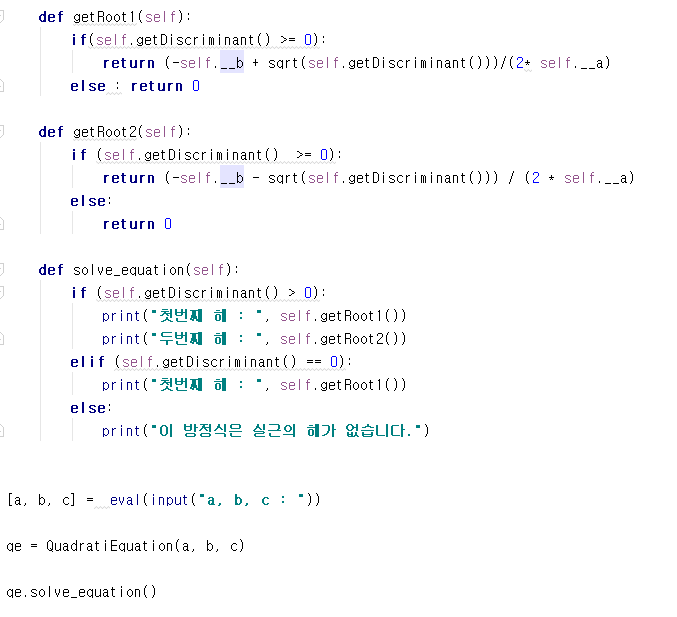 def getRoot1(self):
if(self.getDiscriminant() >= 0):
return (-self.__b + sqrt(self.getDiscriminant()))/(2* self.__a)
else : return 0
def getRoot2(self):
if (self.getDiscriminant()  >= 0):
return (-self.__b - sqrt(self.getDiscriminant())) / (2 * self.__a)
else:
return 0
def solve_equation(self):
if (self.getDiscriminant() > 0):
print("첫번째 해 : ", self.getRoot1())
print("두번째 해 : ", self.getRoot2())
elif (self.getDiscriminant() == 0):
print("첫번째 해 : ", self.getRoot1())
else:
print("이 방정식은 실근의 해가 없습니다.")
[a, b, c] =  eval(input("a, b, c : "))
qe = QuadratiEquation(a, b, c)
qe.solve_equation()